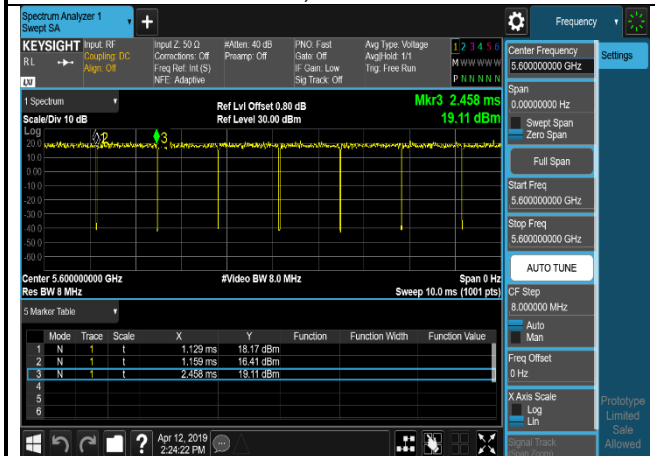 Spectrum Analyzer 1
Swept SA
Frequency
KEYSIGHT Input: RF
RL
Coupling: DC
Align: Off
Input Z: 50 Ω
Corrections: Off
Freq Ref: Int (S)
NFE: Adaptive
#Atten: 40 dB
Preamp: Off
PNO: Fast
Gate: Off
IF Gain: Low
Sig Track: Off
Avg Type: Voltage
Avg|Hold: 1/1
Trig: Free Run
1 2 3 4 5 6
M W W W W W
P N N N N N
LXI
1 Spectrum
Scale/Div 10 dB
Ref Lvl Offset 0.80 dB
Ref Level 30.00 dBm
Mkr3 2.458 ms
19.11 dBm
Log
20.0
10.0
0.00
-10.0
-20.0
-30.0
-40.0
-50.0
-60.0
2
3
Center 5.600000000 GHz
Res BW 8 MHz
#Video BW 8.0 MHz
Span 0 Hz
Sweep 10.0 ms (1001 pts)
5 Marker Table
Mode Trace Scale X Y Function Function Width Function Value
1 N 1 t 1.129 ms 18.17 dBm
2 N 1 t 1.159 ms 16.41 dBm
3 N 1 t 2.458 ms 19.11 dBm
4
5
6
Apr 12, 2019
2:24:22 PM
?
Center Frequency
5.600000000 GHz
Settings
Span
0.00000000 Hz
Swept Span
Zero Span
Full Span
Start Freq
5.600000000 GHz
Stop Freq
5.600000000 GHz
AUTO TUNE
CF Step
8.000000 MHz
Auto
Man
Freq Offset
0 Hz
X Axis Scale
Log
Lin
Signal Track
(Span Zoom)
Prototype
Limited
Sale
Allowed